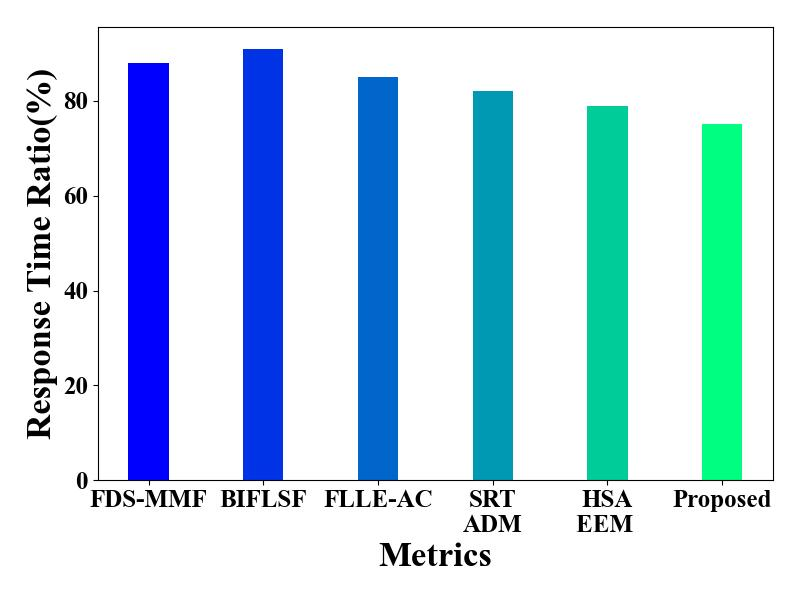 Response Time Ratio(%)
80
60
40
20
0
FDS-MMF BIFLSF FLLE-AC SRT HSA Proposed
ADM EEM
Metrics